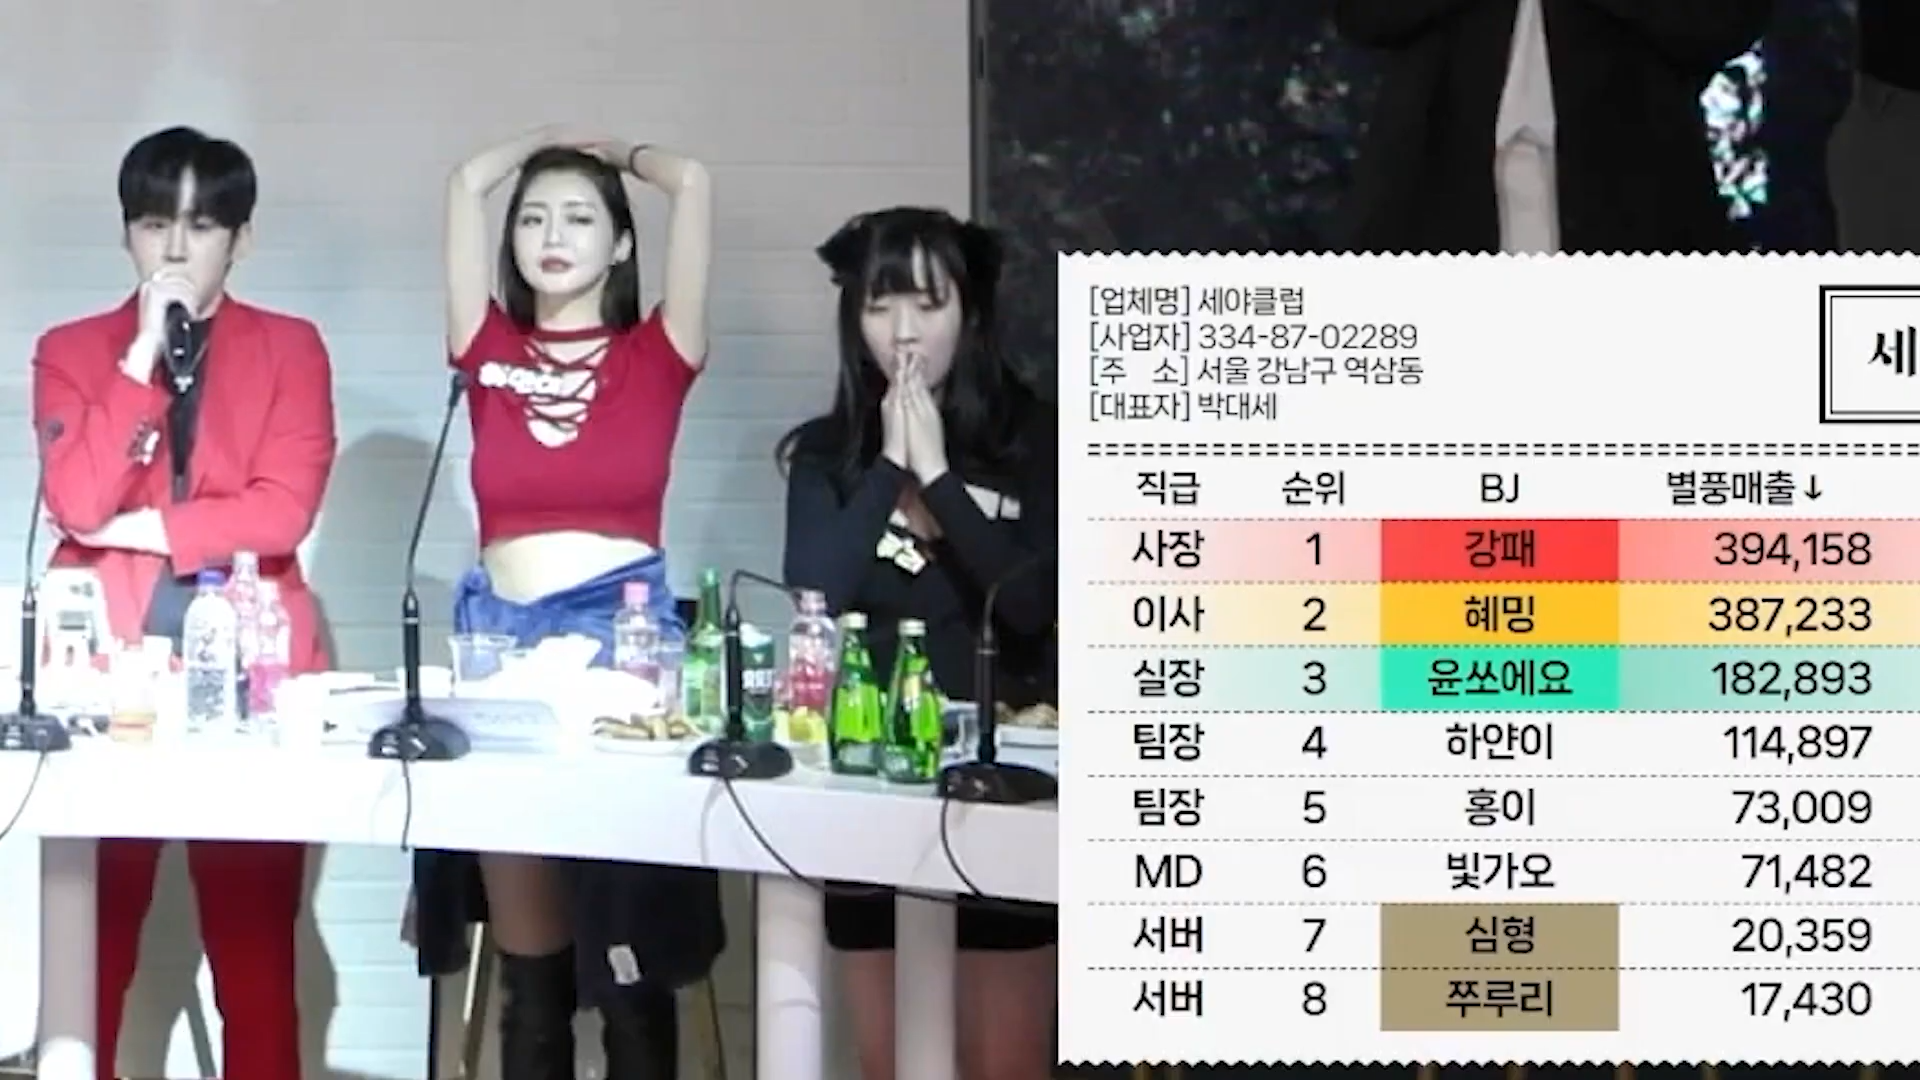 [업체명] 세야클럽
[사업자] 334-87-02289
[주 소] 서울 강남구 역삼동
[대표자] 박대세
세
직급 순위 BJ 별풍매출↓
사장 1 강패 394,158
이사 2 혜밍 387,233
실장 3 윤쏘에요 182,893
팀장 4 하얀이 114,897
팀장 5 홍이 73,009
MD 6 빛가오 71,482
서버 7 심형 20,359
서버 8 쭈루리 17,430